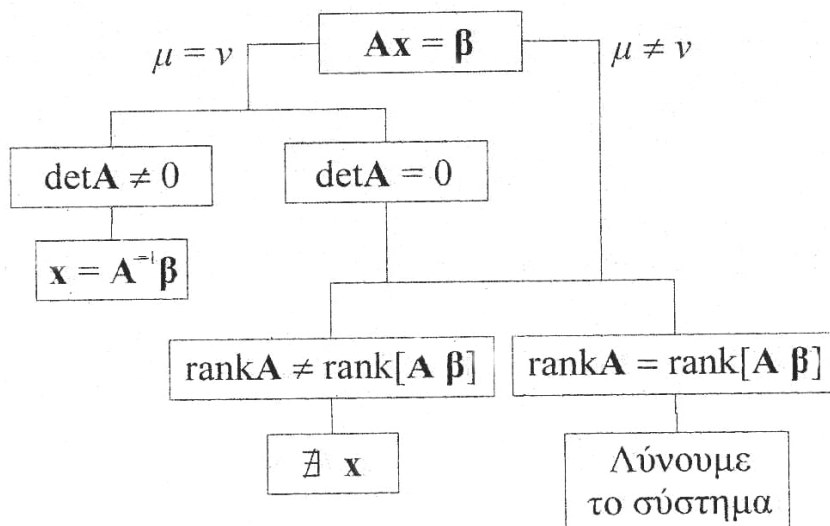 μ = ν
Ax = β
μ ≠ ν
detA ≠ 0
detA = 0
x = A⁻¹β
rankA ≠ rank[A β]
rankA = rank[A β]
∄ x
Λύνουμε
το σύστημα